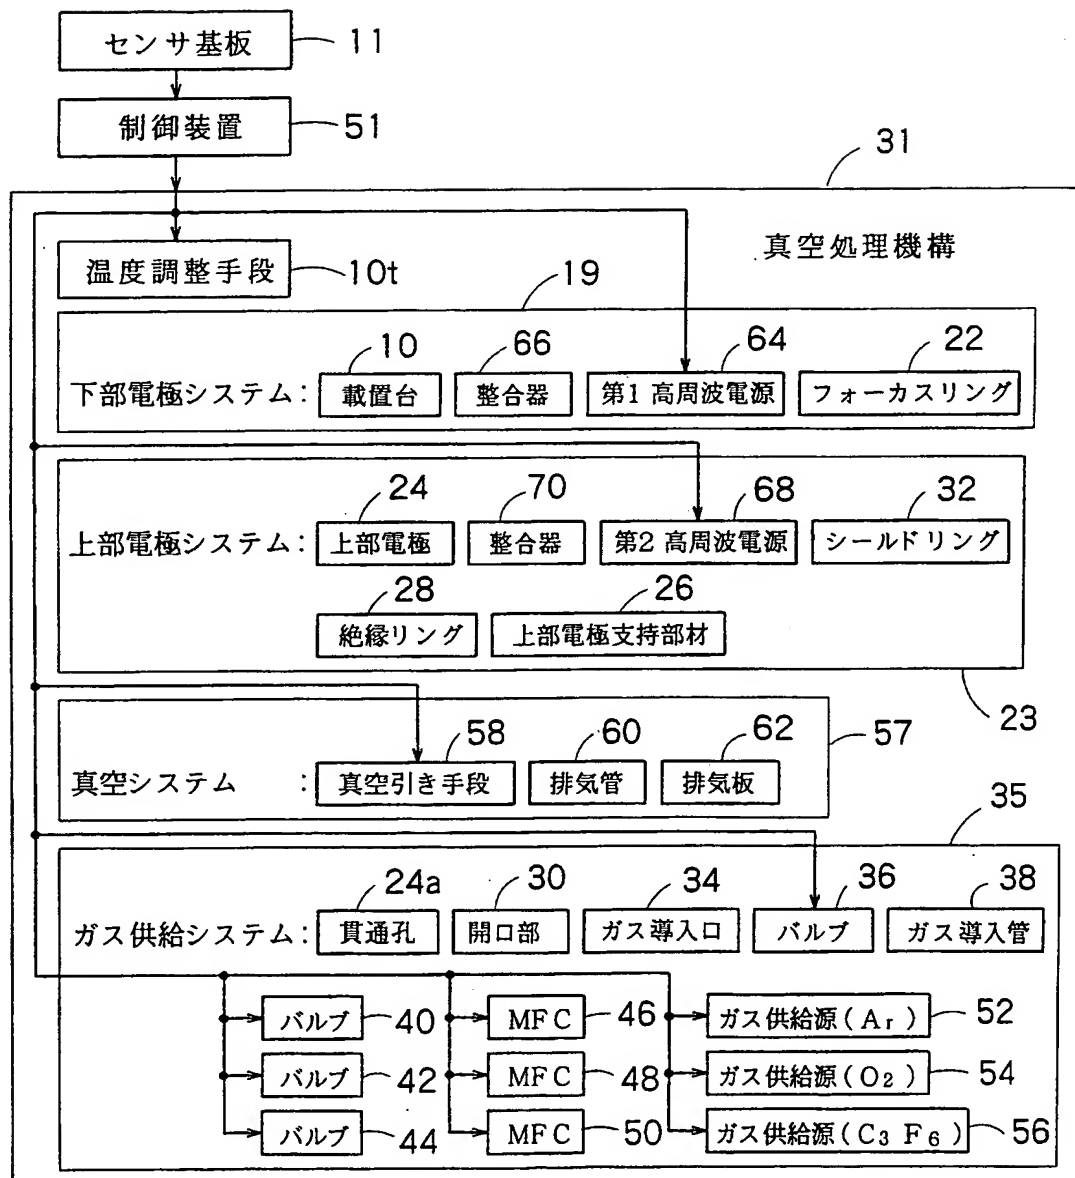 センサ基板 11
制御装置 51
31
真空処理機構
温度調整手段 10t
19
10 66 64 22
下部電極システム： 載置台 整合器 第1 高周波電源 フォーカスリング
24 70 68 32
上部電極システム： 上部電極 整合器 第2 高周波電源 シールドリング
28 26
絶縁リング 上部電極支持部材
23
58 60 62 57
真空システム ： 真空引き手段 排気管 排気板
35
24a 30 34 36 38
ガス供給システム： 貫通孔 開口部 ガス導入口 バルブ ガス導入管
バルブ 40 MFC 46 ガス供給源(Ar) 52
バルブ 42 MFC 48 ガス供給源(O2) 54
バルブ 44 MFC 50 ガス供給源(C3 F6) 56